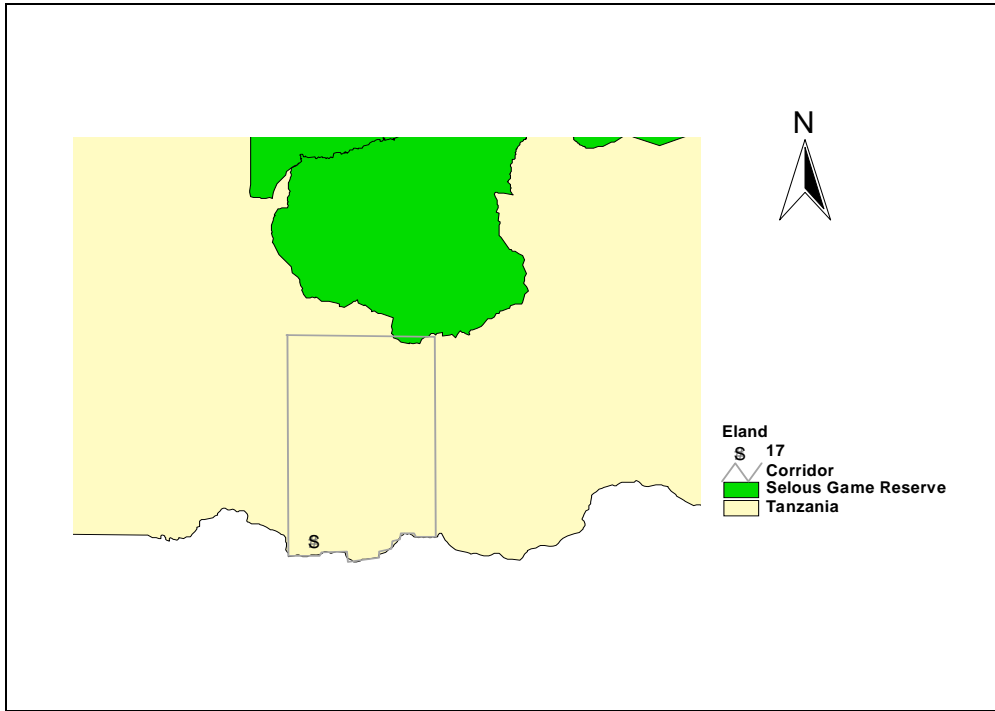 N
Eland
S 17
Corridor
Selous Game Reserve
Tanzania
S